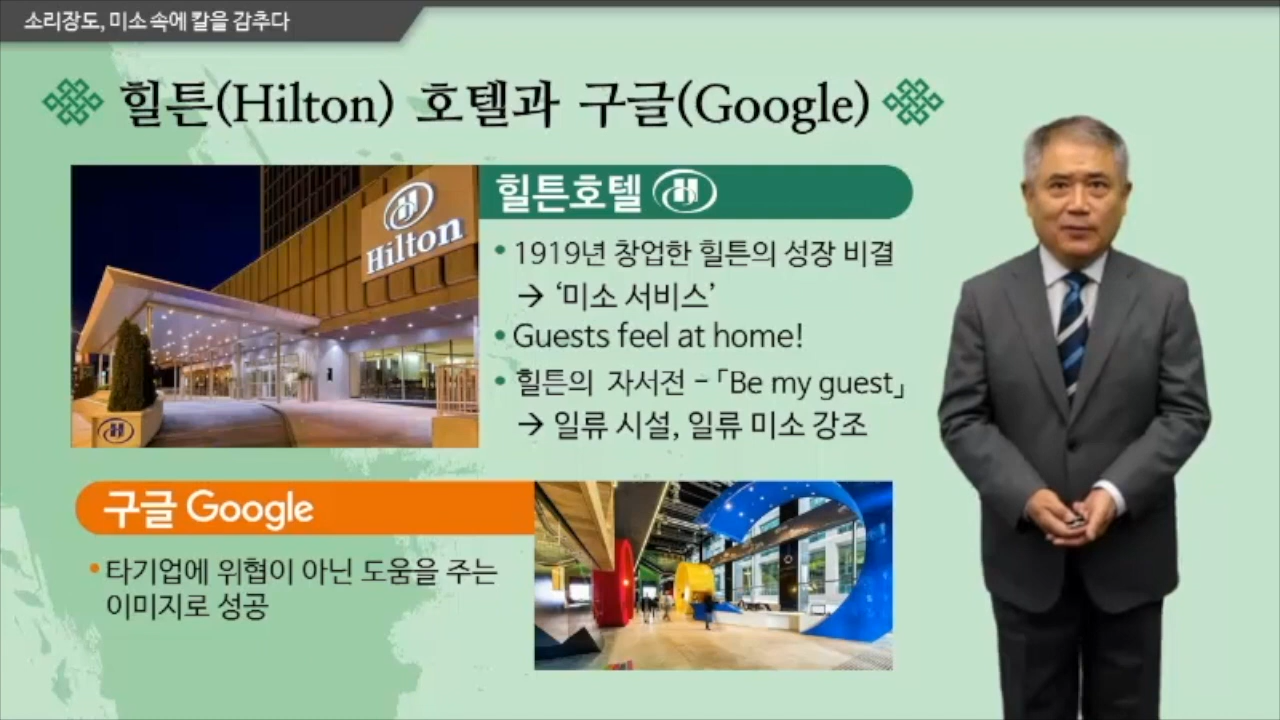 소리장도, 미소 속에 칼을 감추다
힐튼(Hilton) 호텔과 구글(Google)
Hilton
힐튼호텔
• 1919년 창업한 힐튼의 성장 비결
→ ‘미소 서비스’
• Guests feel at home!
• 힐튼의 자서전 – 「Be my guest」
→ 일류 시설, 일류 미소 강조
구글 Google
• 타기업에 위협이 아닌 도움을 주는
이미지로 성공